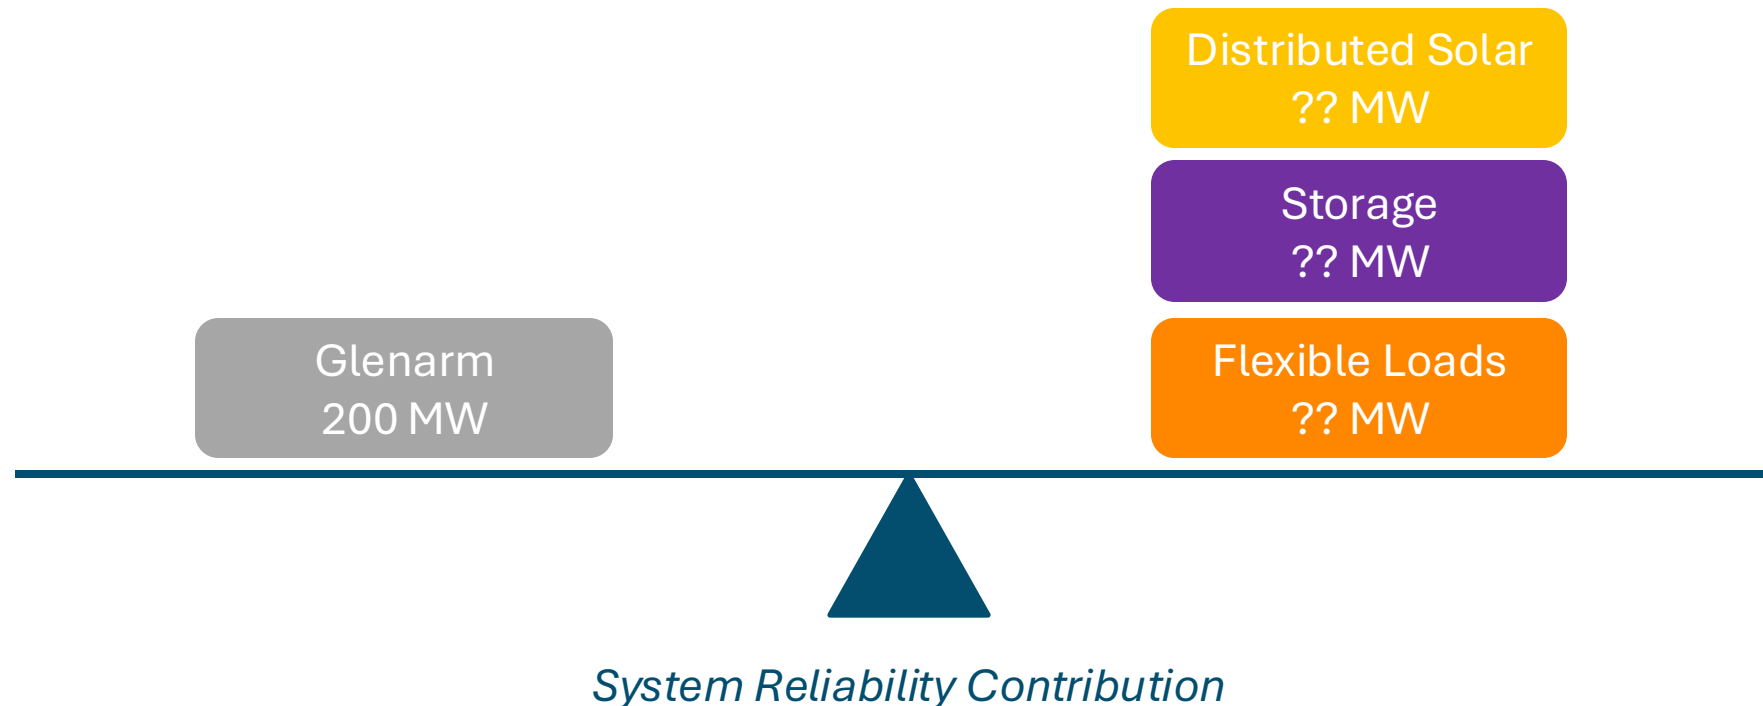 Distributed Solar
?? MW
Storage
?? MW
Glenarm
200 MW
Flexible Loads
?? MW
System Reliability Contribution